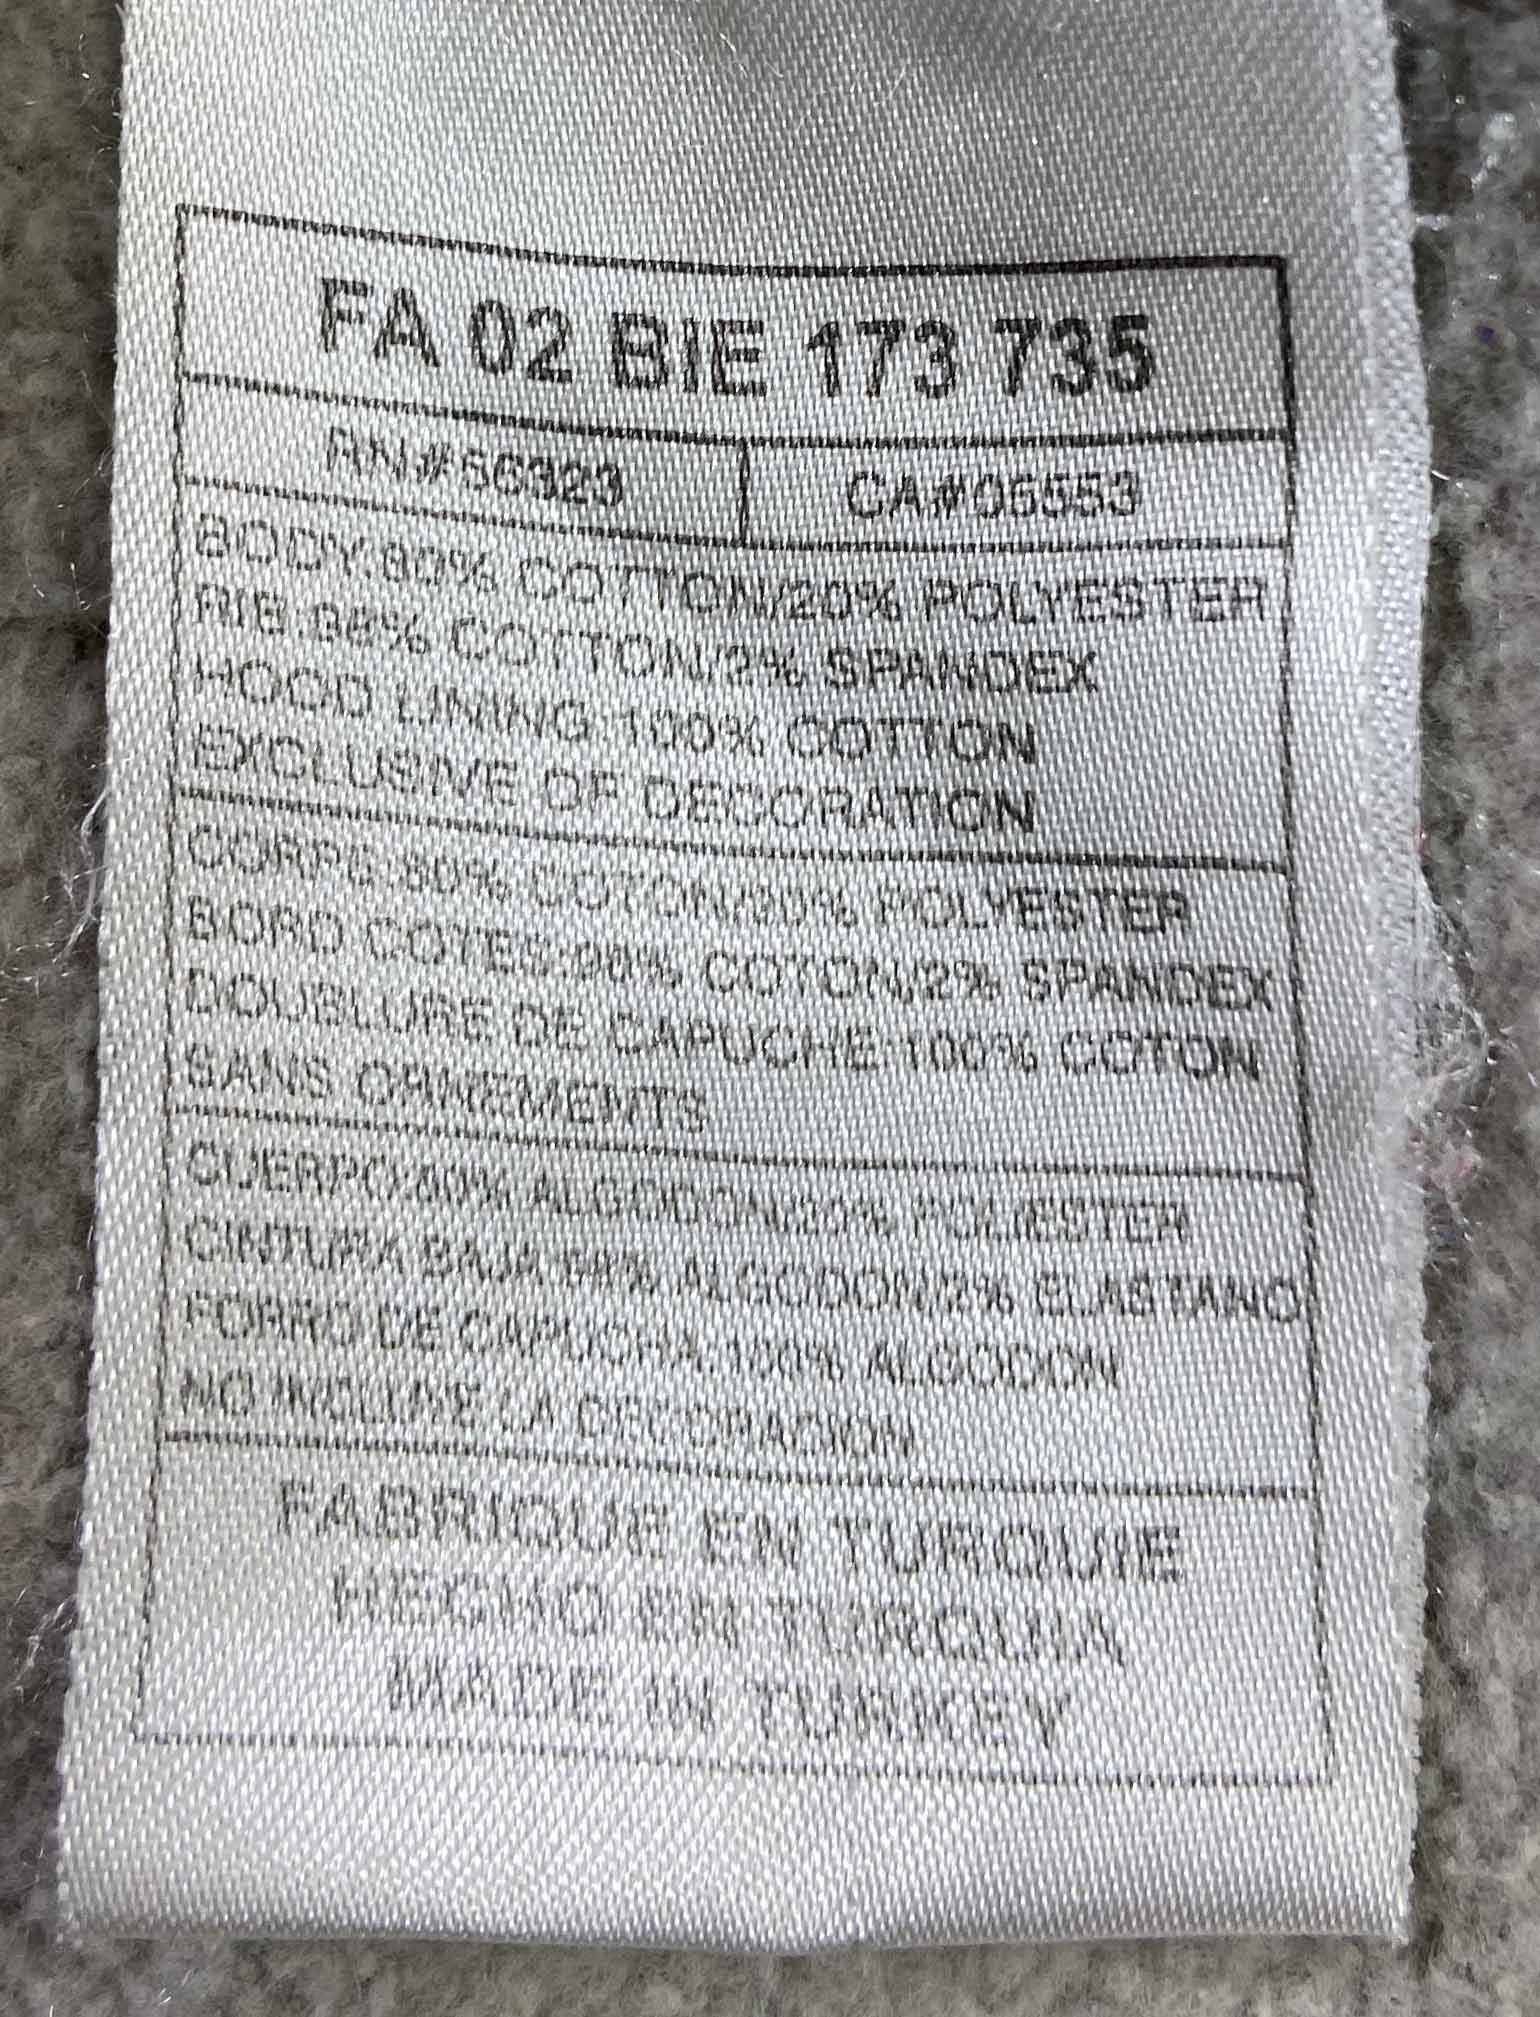 FA 02 BIE 173 735
RN#56323
CA#06553
BODY:80% COTTON/20% POLYESTER
RIB:98% COTTON/2% SPANDEX
HOOD LINING:100% COTTON
EXCLUSIVE OF DECORATION
CORPS:80% COTON/20% POLYESTER
BORD COTES:98% COTON/2% SPANDEX
DOUBLURE DE CAPUCHE:100% COTON
SANS ORNEMENTS
CUERPO:80% ALGODON/20% POLIESTER
CINTURA BAJA:98% ALGODON/2% ELASTANO
FORRO DE CAPUCHA:100% ALGODON
NO INCLUYE LA DECORACION
FABRIQUE EN TURQUIE
HECHO EN TURQUIA
MADE IN TURKEY